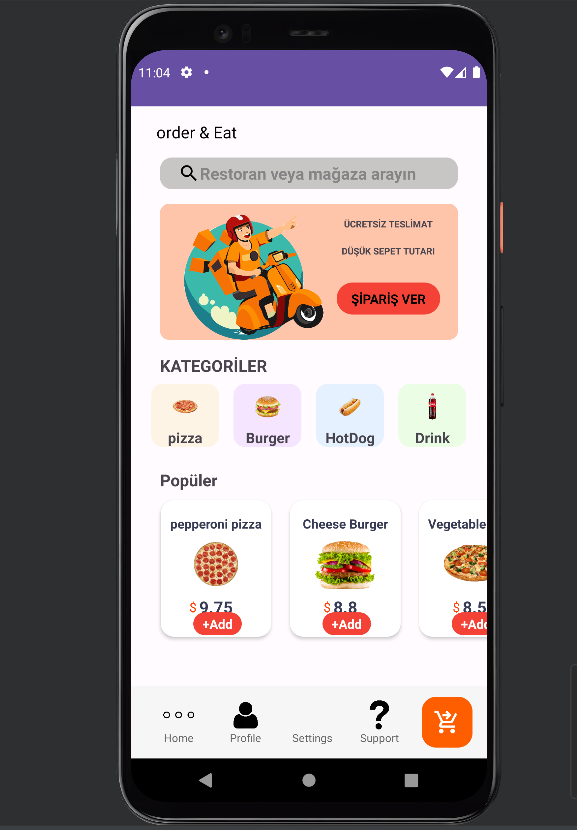 11:04
order & Eat
Restoran veya mağaza arayın
ÜCRETSİZ TESLİMAT
DÜŞÜK SEPET TUTARI
ŞİPARİŞ VER
KATEGORİLER
pizza Burger HotDog Drink
Popüler
pepperoni pizza Cheese Burger Vegetable
$ 9.75 $ 8.8 $ 8.5
+Add +Add +Add
Home Profile Settings Support